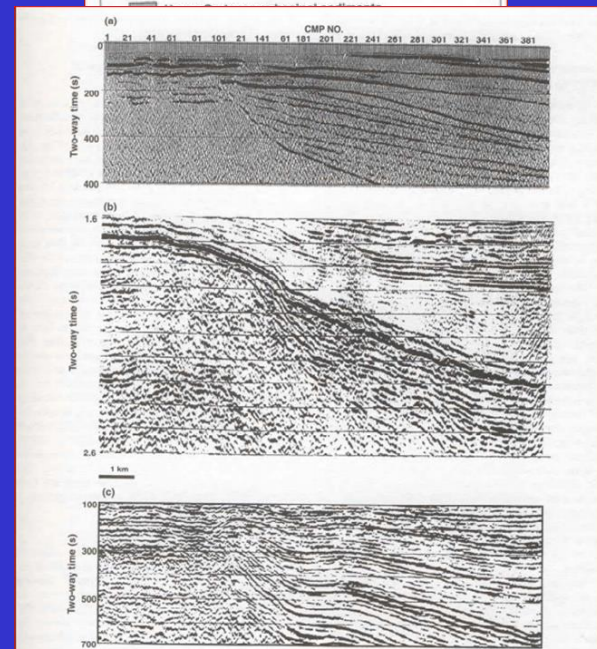 (a)
CMP NO.
1 21 41 61 81 101 21 141 61 181 201 221 241 261 281 301 321 341 361 381
0
200
400
400
Two-way time (s)
(b)
1.6
Two-way time (s)
2.6
1 km
(c)
100
300
500
700
Two-way time (s)